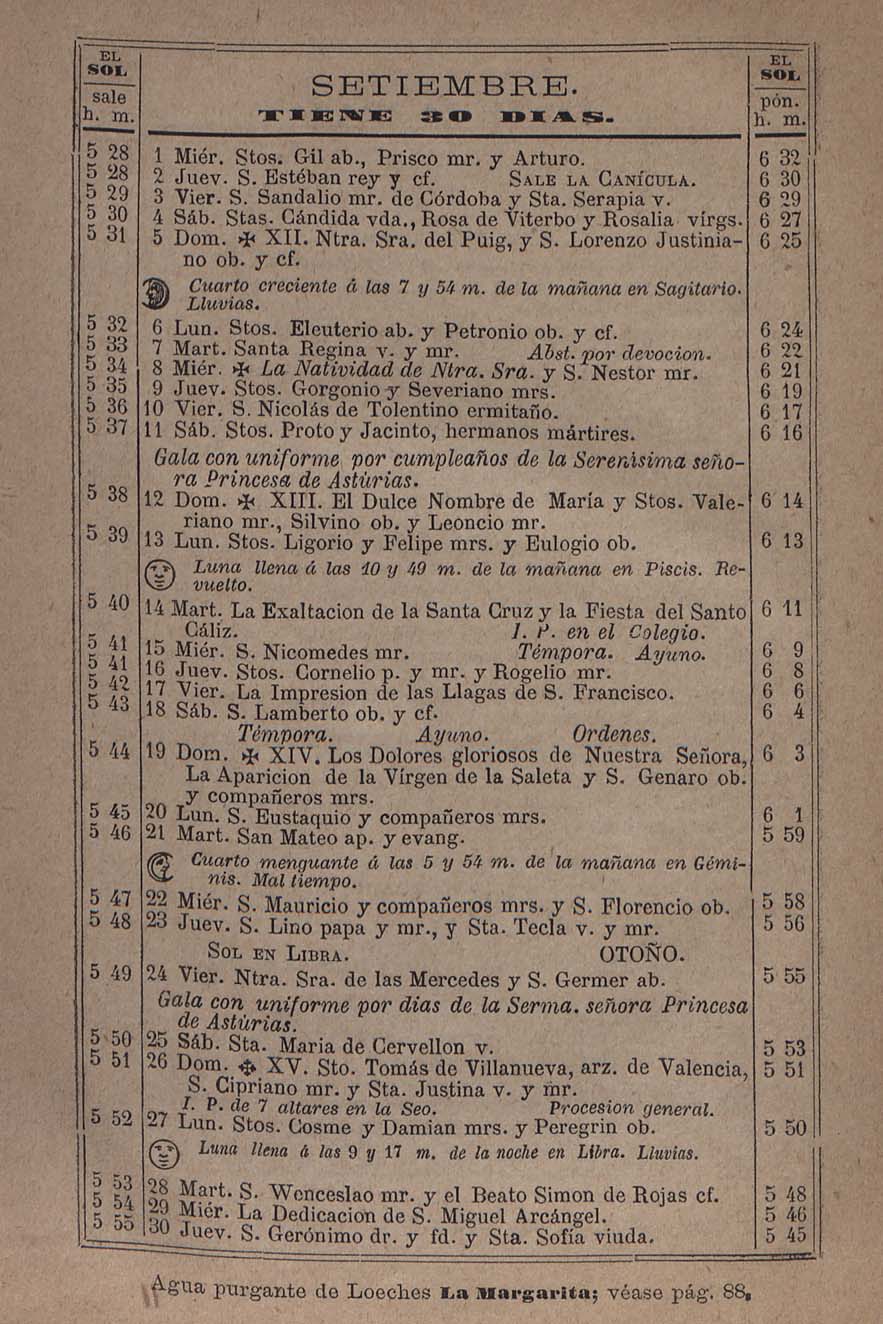 EL SOL
sale
h. m.
SETIEMBRE.
TIENE 30 DIAS.
EL SOL
pón.
h. m.
5 28 1 Miér. Stos. Gil ab., Prisco mr. y Arturo. 6 32
5 28 2 Juev. S. Estéban rey y cf. SALE LA CANÍCULA. 6 30
5 29 3 Vier. S. Sandalio mr. de Córdoba y Sta. Serapia v. 6 29
5 30 4 Sáb. Stas. Cándida vda., Rosa de Viterbo y Rosalia vírgs. 6 27
5 31 5 Dom. ✠ XII. Ntra. Sra. del Puig, y S. Lorenzo Justinia- 6 25
no ob. y cf.
Cuarto creciente á las 7 y 54 m. de la mañana en Sagitario.
Lluvias.
5 32 6 Lun. Stos. Eleuterio ab. y Petronio ob. y cf. 6 24
5 33 7 Mart. Santa Regina v. y mr. Abst. por devocion. 6 22
5 34 8 Miér. ✠ La Natividad de Ntra. Sra. y S. Nestor mr. 6 21
5 35 9 Juev. Stos. Gorgonio y Severiano mrs. 6 19
5 36 10 Vier. S. Nicolás de Tolentino ermitaño. 6 17
5 37 11 Sáb. Stos. Proto y Jacinto, hermanos mártires. 6 16
Gala con uniforme por cumpleaños de la Serenísima seño-
ra Princesa de Astúrias.
5 38 12 Dom. ✠ XIII. El Dulce Nombre de María y Stos. Vale- 6 14
riano mr., Silvino ob. y Leoncio mr.
5 39 13 Lun. Stos. Ligorio y Felipe mrs. y Eulogio ob. 6 13
Luna llena á las 10 y 49 m. de la mañana en Piscis. Re-
vuelto.
5 40 14 Mart. La Exaltacion de la Santa Cruz y la Fiesta del Santo 6 11
Cáliz. I. P. en el Colegio.
5 41 15 Miér. S. Nicomedes mr. Témpora. Ayuno. 6 9
5 41 16 Juev. Stos. Cornelio p. y mr. y Rogelio mr. 6 8
5 42 17 Vier. La Impresion de las Llagas de S. Francisco. 6 6
5 43 18 Sáb. S. Lamberto ob. y cf. 6 4
Témpora. Ayuno. Ordenes.
5 44 19 Dom. ✠ XIV. Los Dolores gloriosos de Nuestra Señora, 6 3
La Aparicion de la Vírgen de la Saleta y S. Genaro ob.
y compañeros mrs.
5 45 20 Lun. S. Eustaquio y compañeros mrs. 6 1
5 46 21 Mart. San Mateo ap. y evang. 5 59
Cuarto menguante á las 5 y 54 m. de la mañana en Gémi-
nis. Mal tiempo.
5 47 22 Miér. S. Mauricio y compañeros mrs. y S. Florencio ob. 5 58
5 48 23 Juev. S. Lino papa y mr., y Sta. Tecla v. y mr. 5 56
SOL EN LIBRA. OTOÑO.
5 49 24 Vier. Ntra. Sra. de las Mercedes y S. Germer ab. 5 55
Gala con uniforme por dias de la Serma. señora Princesa
de Astúrias.
5 50 25 Sáb. Sta. Maria de Cervellon v. 5 53
5 51 26 Dom. ✠ XV. Sto. Tomás de Villanueva, arz. de Valencia, 5 51
S. Cipriano mr. y Sta. Justina v. y mr.
I. P. de 7 altares en la Seo. Procesion general.
5 52 27 Lun. Stos. Cosme y Damian mrs. y Peregrin ob. 5 50
Luna llena á las 9 y 17 m. de la noche en Libra. Lluvias.
5 53 28 Mart. S. Wenceslao mr. y el Beato Simon de Rojas cf. 5 48
5 54 29 Miér. La Dedicacion de S. Miguel Arcángel. 5 46
5 55 30 Juev. S. Gerónimo dr. y fd. y Sta. Sofía viuda. 5 45
Agua purgante de Loeches La Margarita; véase pág. 88,